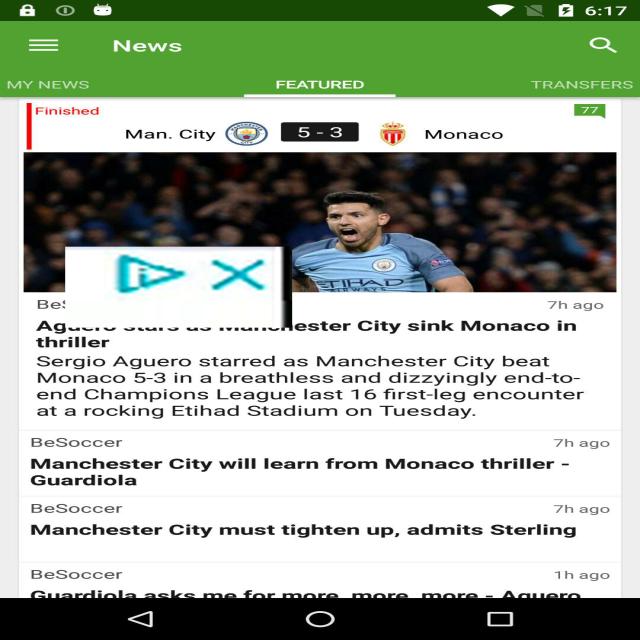 6:17
News
MY NEWS
FEATURED
TRANSFERS
Finished
77
Man. City
5 - 3
Monaco
ETIHAD
AIRWAYS
7h ago
Aguero stars as Manchester City sink Monaco in
thriller
Sergio Aguero starred as Manchester City beat
Monaco 5-3 in a breathless and dizzyingly end-to-
end Champions League last 16 first-leg encounter
at a rocking Etihad Stadium on Tuesday.
BeSoccer
7h ago
Manchester City will learn from Monaco thriller -
Guardiola
BeSoccer
7h ago
Manchester City must tighten up, admits Sterling
BeSoccer
1h ago
Guardiola asks me for more, more, more - Aguero